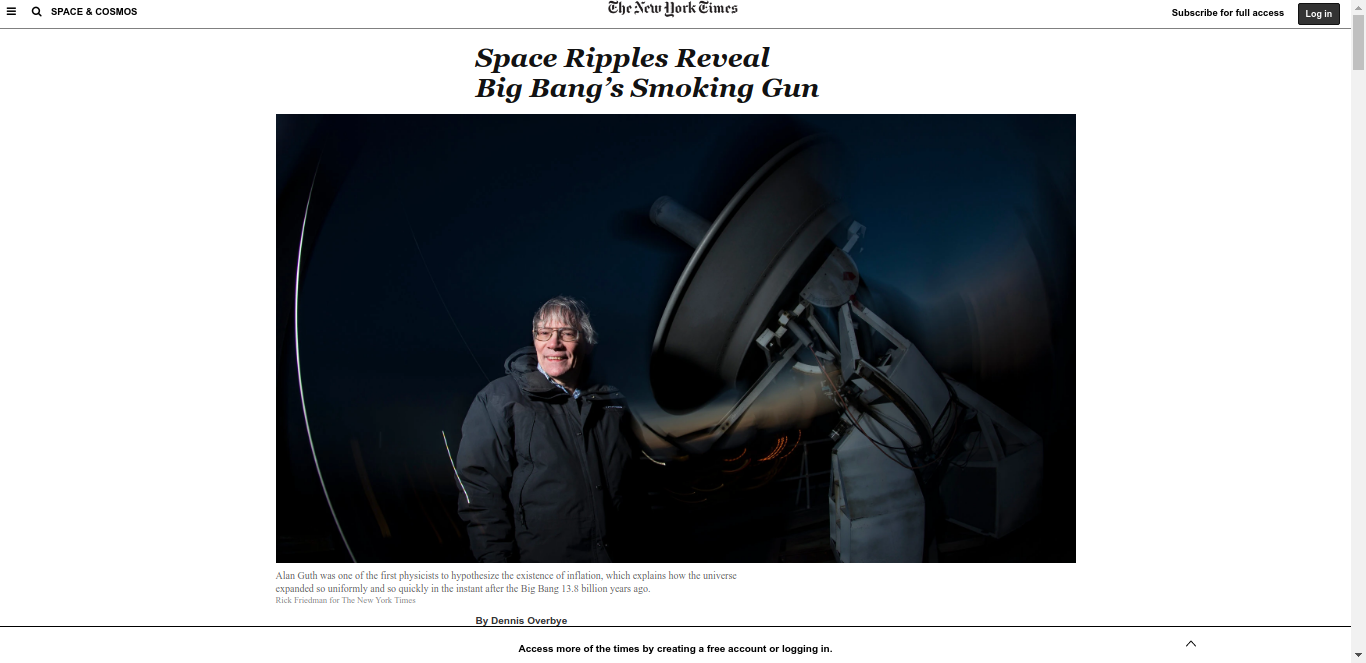 SPACE & COSMOS
The New York Times
Subscribe for full access
Log in
Space Ripples Reveal
Big Bang’s Smoking Gun
Alan Guth was one of the first physicists to hypothesize the existence of inflation, which explains how the universe
expanded so uniformly and so quickly in the instant after the Big Bang 13.8 billion years ago.
Rick Friedman for The New York Times
By Dennis Overbye
Access more of the times by creating a free account or logging in.